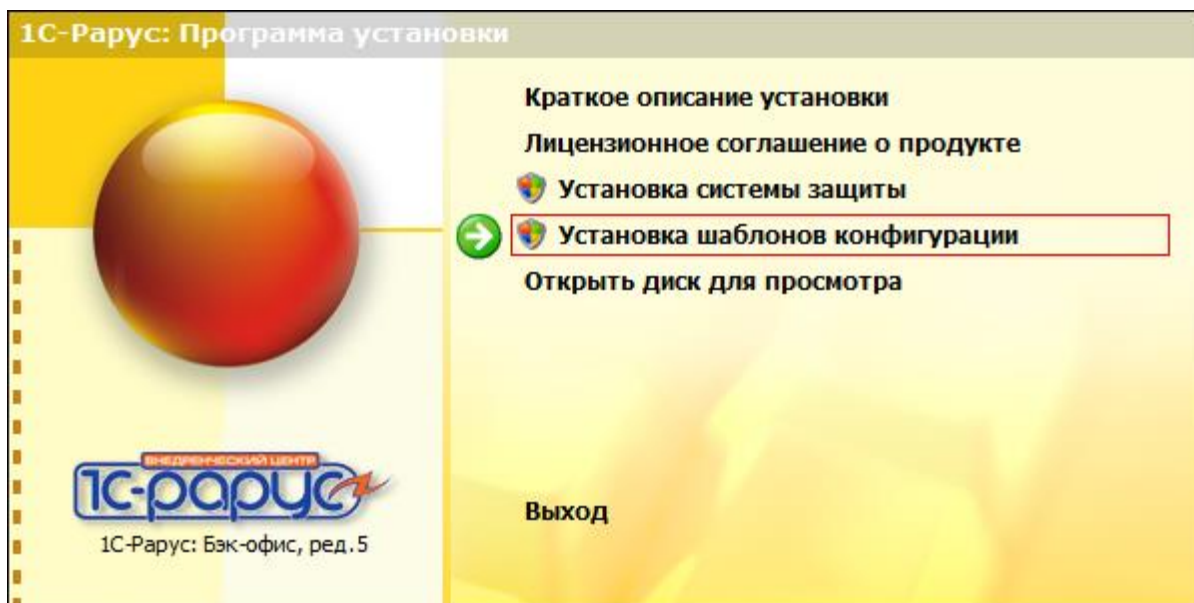 1С-Рарус: Программа установки
Краткое описание установки
Лицензионное соглашение о продукте
Установка системы защиты
Установка шаблонов конфигурации
Открыть диск для просмотра
ВНЕДРЕНЧЕСКИЙ ЦЕНТР
1С-рарус
1С-Рарус: Бэк-офис, ред.5
Выход